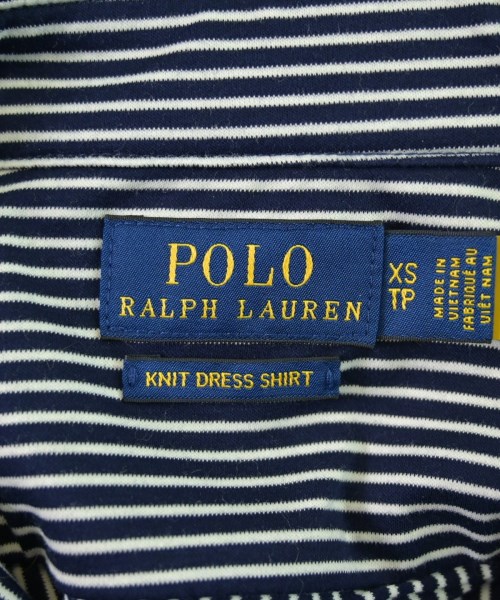 POLO
RALPH LAUREN
XS
TP
MADE IN
VIETNAM
FABRIQUÉ AU
VIÊT NAM
KNIT DRESS SHIRT